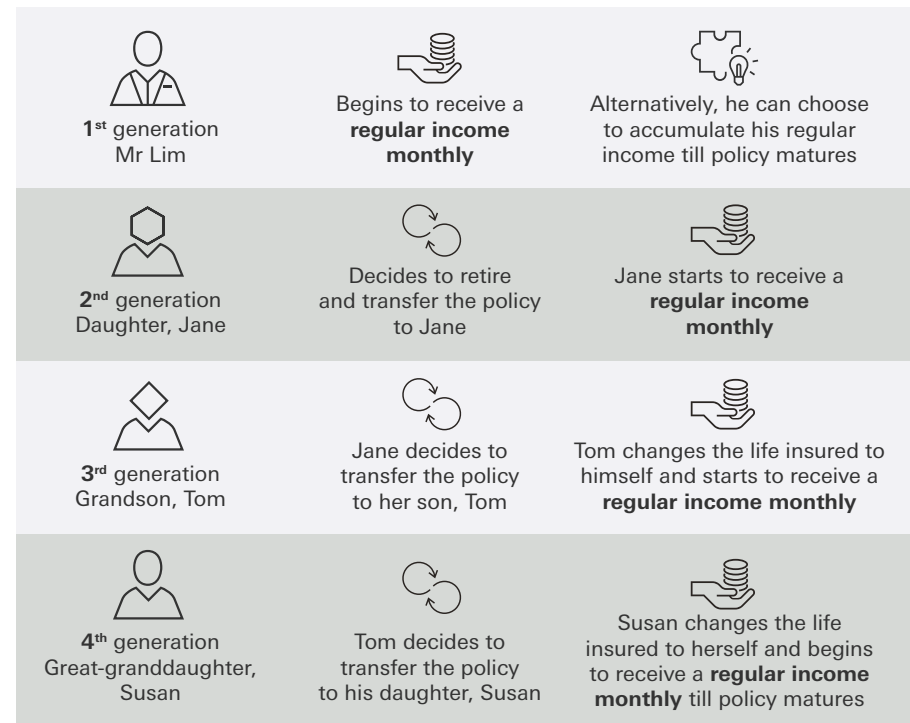 1st generation
Mr Lim
Begins to receive a
regular income
monthly
Alternatively, he can choose
to accumulate his regular
income till policy matures
2nd generation
Daughter, Jane
Decides to retire
and transfer the policy
to Jane
Jane starts to receive a
regular income
monthly
3rd generation
Grandson, Tom
Jane decides to
transfer the policy
to her son, Tom
Tom changes the life insured to
himself and starts to receive a
regular income monthly
4th generation
Great-granddaughter,
Susan
Tom decides to
transfer the policy
to his daughter, Susan
Susan changes the life
insured to herself and begins
to receive a regular income
monthly till policy matures